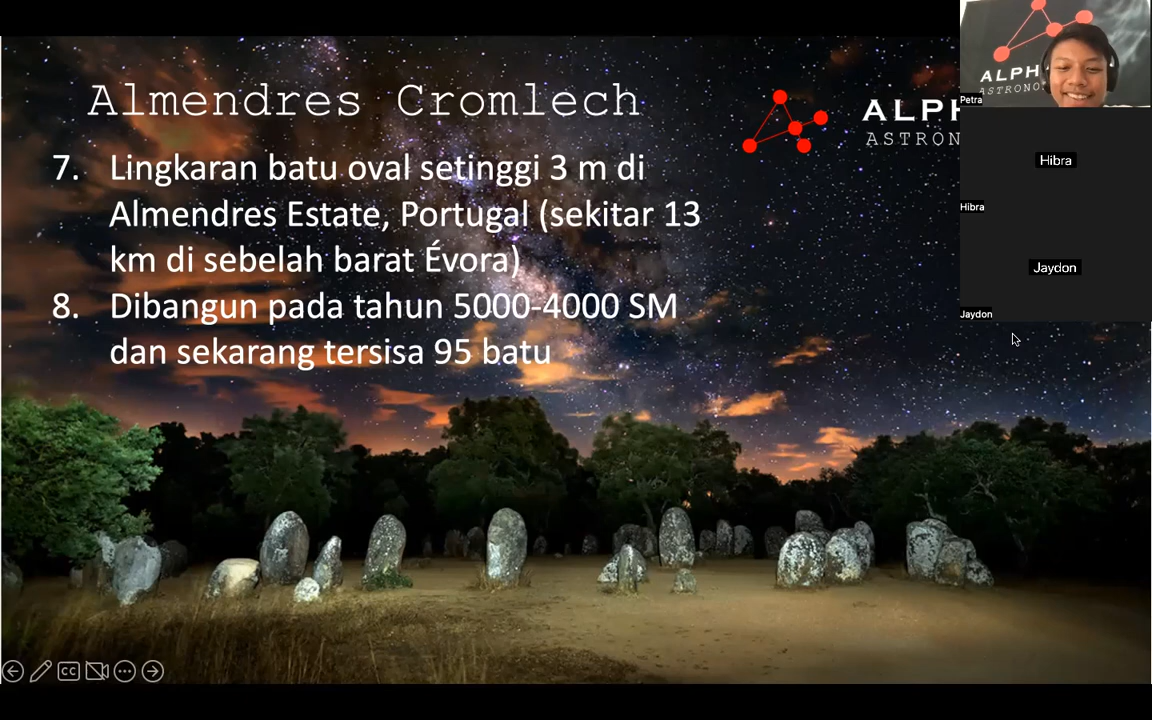 Almendres Cromlech
7. Lingkaran batu oval setinggi 3 m di
Almendres Estate, Portugal (sekitar 13
km di sebelah barat Évora)
8. Dibangun pada tahun 5000-4000 SM
dan sekarang tersisa 95 batu
ALPH
ASTRON
ALPH
ASTRONO
Petra
Hibra
Hibra
Jaydon
Jaydon
CC